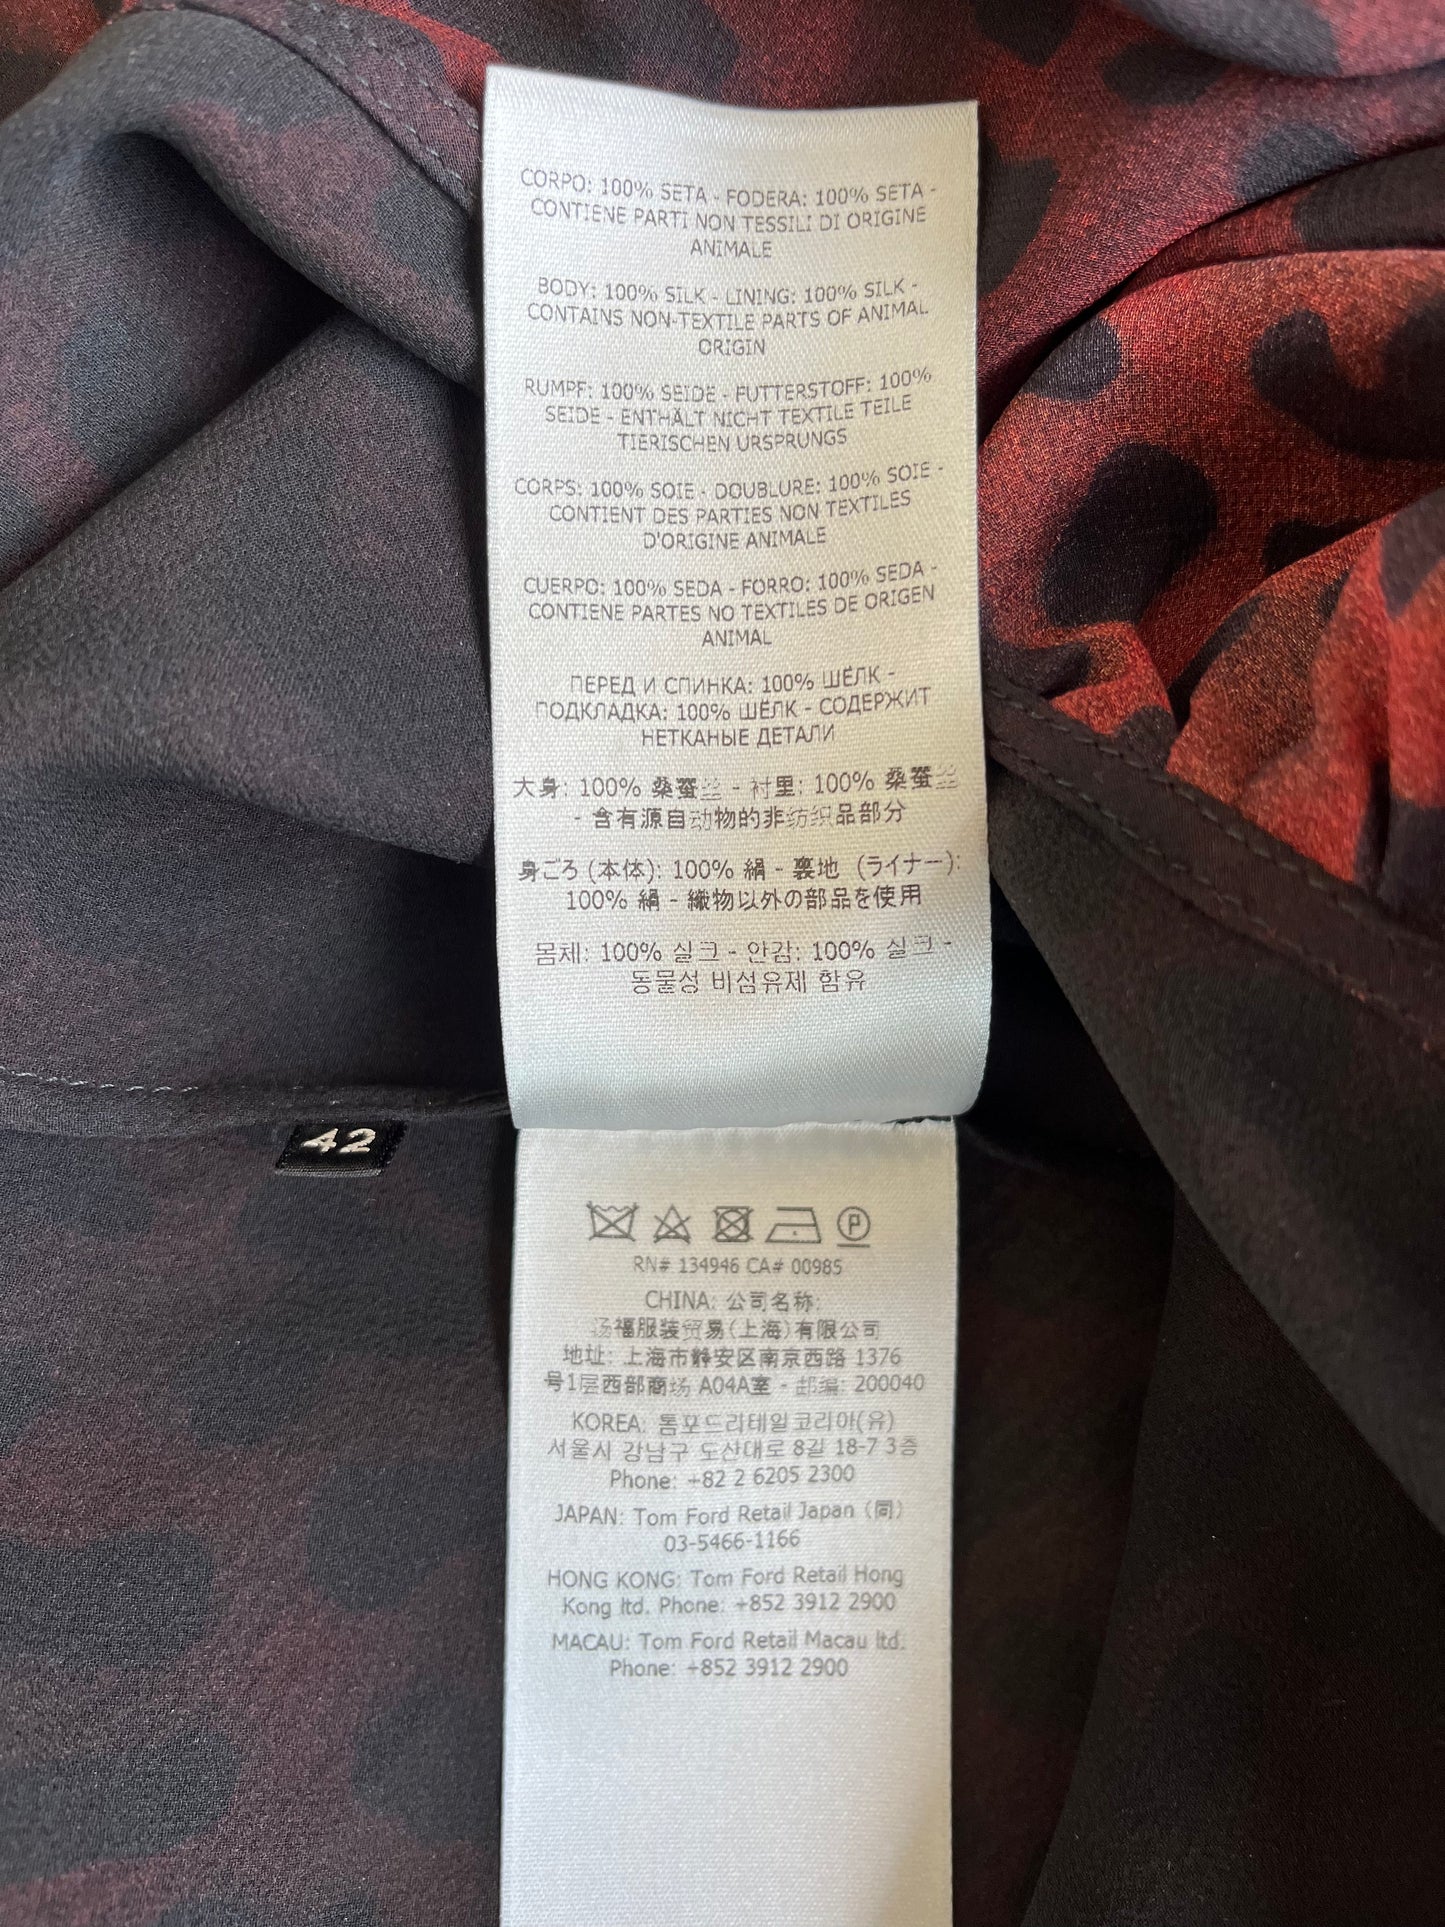 CORPO: 100% SETA - FODERA: 100% SETA -
CONTIENE PARTI NON TESSILI DI ORIGINE
ANIMALE
BODY: 100% SILK - LINING: 100% SILK -
CONTAINS NON-TEXTILE PARTS OF ANIMAL
ORIGIN
RUMPF: 100% SEIDE - FUTTERSTOFF: 100%
SEIDE - ENTHÄLT NICHT TEXTILE TEILE
TIERISCHEN URSPRUNGS
CORPS: 100% SOIE - DOUBLURE: 100% SOIE -
CONTIENT DES PARTIES NON TEXTILES
D'ORIGINE ANIMALE
CUERPO: 100% SEDA - FORRO: 100% SEDA -
CONTIENE PARTES NO TEXTILES DE ORIGEN
ANIMAL
ПЕРЕД И СПИНКА: 100% ШЁЛК -
ПОДКЛАДКА: 100% ШЁЛК - СОДЕРЖИТ
НЕТКАНЫЕ ДЕТАЛИ
大身: 100% 桑蚕丝 - 衬里: 100% 桑蚕丝
- 含有源自动物的非纺织品部分
身ごろ (本体): 100% 絹 - 裏地 (ライナー):
100% 絹 - 織物以外の部品を使用
몸체: 100% 실크 - 안감: 100% 실크 -
동물성 비섬유제 함유
42
P
RN# 134946 CA# 00985
CHINA: 公司名称:
汤福服装贸易(上海)有限公司
地址: 上海市静安区南京西路 1376
号1层西部商场 A04A室 - 邮编: 200040
KOREA: 톰포드리테일코리아(유)
서울시 강남구 도산대로 8길 18-7 3층
Phone: +82 2 6205 2300
JAPAN: Tom Ford Retail Japan (同)
03-5466-1166
HONG KONG: Tom Ford Retail Hong
Kong ltd. Phone: +852 3912 2900
MACAU: Tom Ford Retail Macau ltd.
Phone: +852 3912 2900